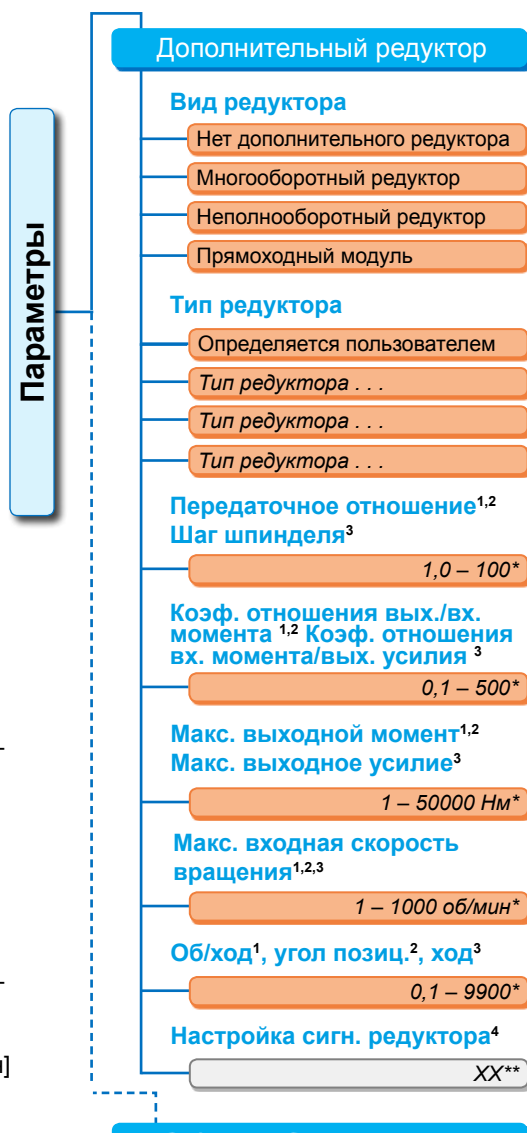 Дополнительный редуктор
Параметры
Вид редуктора
Нет дополнительного редуктора
Многооборотный редуктор
Неполнооборотный редуктор
Прямоходный модуль
Тип редуктора
Определяется пользователем
Тип редуктора . . .
Тип редуктора . . .
Тип редуктора . . .
Передаточное отношение1,2
Шаг шпинделя3
1,0 – 100*
Коэф. отношения вых./вх.
момента 1,2 Коэф. отношения
вх. момента/вых. усилия 3
0,1 – 500*
Макс. выходной момент1,2
Макс. выходное усилие3
1 – 50000 Нм*
Макс. входная скорость
вращения1,2,3
1 – 1000 об/мин*
Об/ход1, угол позиц.2, ход3
0,1 – 9900*
Настройка сигн. редуктора4
XX**